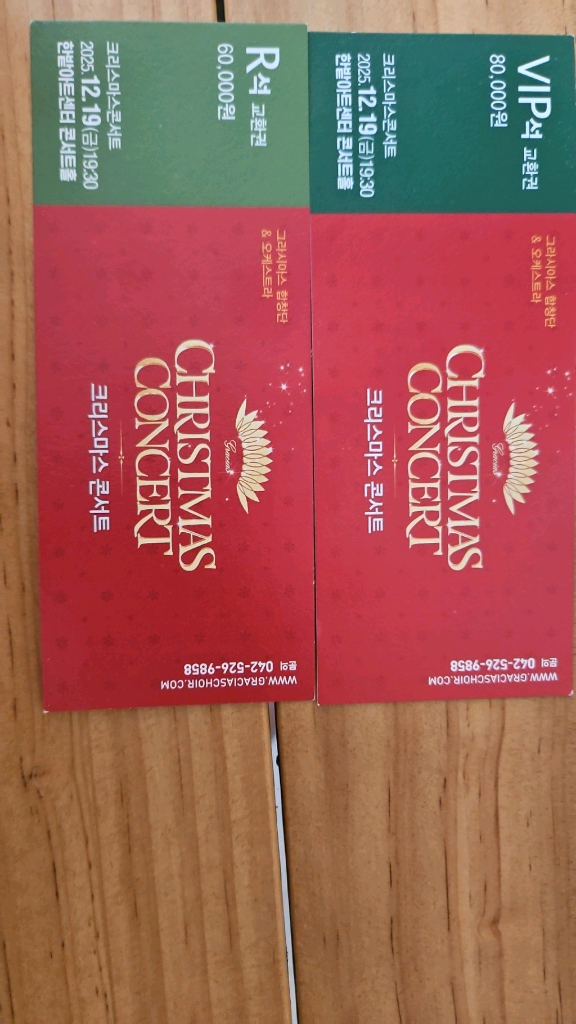 R석 교환권
60,000원
크리스마스콘서트
2025.12.19(금)19:30
한밭아트센터 콘서트홀
그라시아스 합창단
& 오케스트라
Gracias
CHRISTMAS
CONCERT
크리스마스 콘서트
문의 042-526-9858
WWW.GRACIASCHOIR.COM
VIP석 교환권
80,000원
크리스마스콘서트
2025.12.19(금)19:30
한밭아트센터 콘서트홀
그라시아스 합창단
& 오케스트라
Gracias
CHRISTMAS
CONCERT
크리스마스 콘서트
문의 042-526-9858
WWW.GRACIASCHOIR.COM